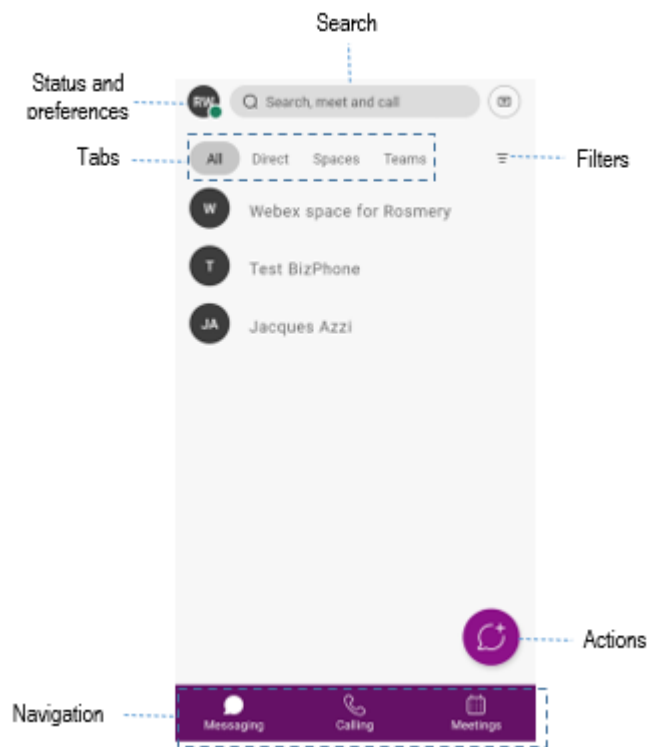 Search
Status and
preferences
RW
Search, meet and call
Tabs
All Direct Spaces Teams
Filters
W Webex space for Rosmery
T Test BizPhone
JA Jacques Azzi
Actions
Navigation
Messaging Calling Meetings